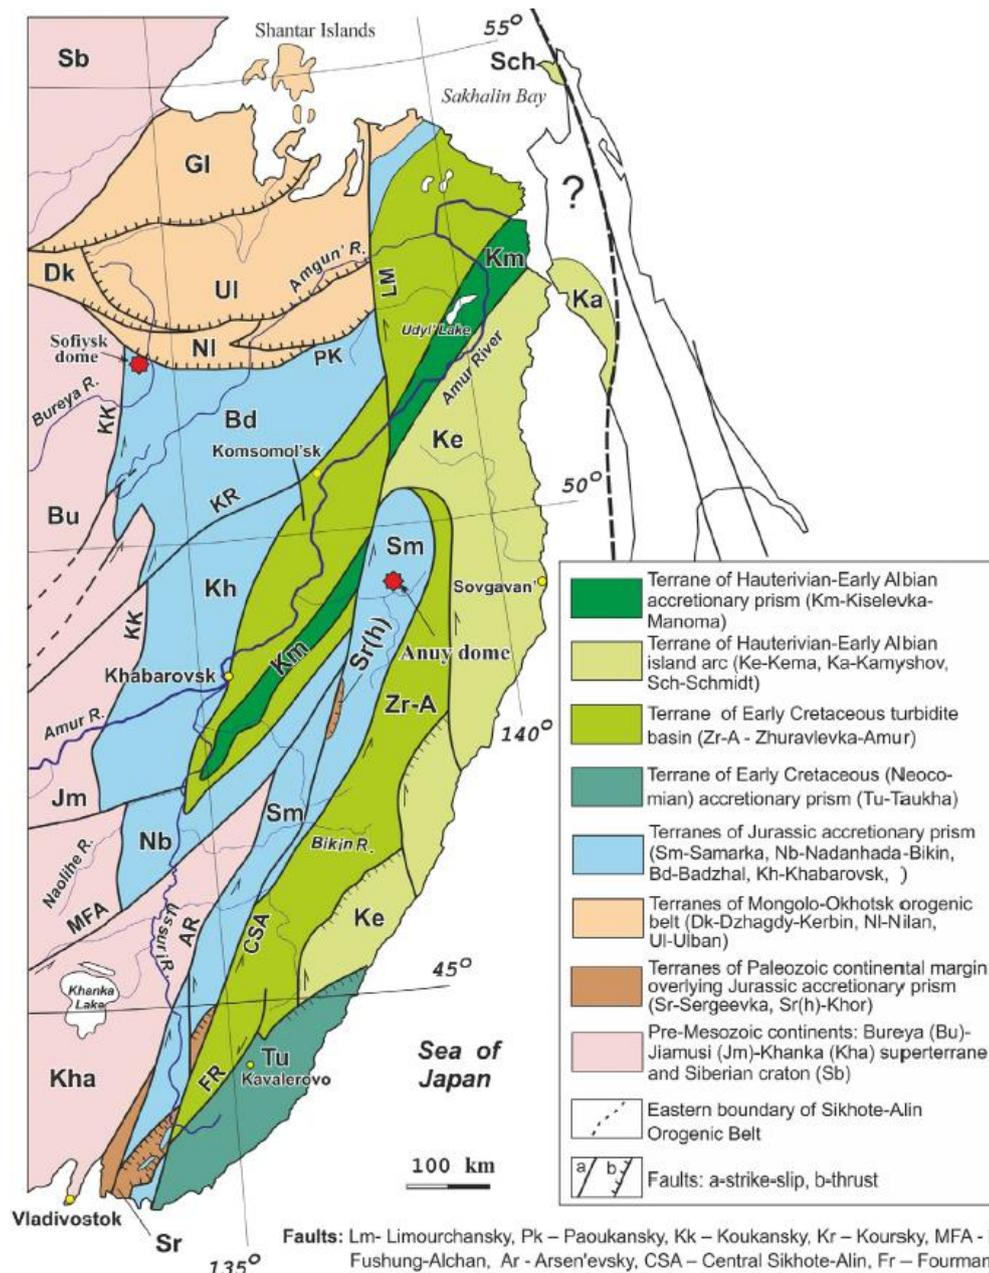 Shantar Islands
55°
Sb
Sch
Sakhalin Bay
Gl
?
Dk
Ul
Amgun' R.
LM
Km
Ka
Nl
Udyl' Lake
Sofiysk
dome
PK
Bureya R.
KK
Bd
Amur River
Ke
Komsomol'sk
KR
50°
Bu
Sm
Kh
Sovgavan'
KK
Sr(h)
Anuy dome
Km
Khabarovsk
Zr-A
Amur R.
140°
Jm
Sm
Nb
Bikin R.
Naolihe R.
MFA
Ussuri R.
AR
CSA
Ke
45°
Khanka
Lake
Kha
FR
Tu
Kavalerovo
Sea of
Japan
100 km
Vladivostok
Sr
135°
Terrane of Hauterivian-Early Albian
accretionary prism (Km-Kiselevka-
Manoma)
Terrane of Hauterivian-Early Albian
island arc (Ke-Kema, Ka-Kamyshov,
Sch-Schmidt)
Terrane of Early Cretaceous turbidite
basin (Zr-A - Zhuravlevka-Amur)
Terrane of Early Cretaceous (Neoco-
mian) accretionary prism (Tu-Taukha)
Terranes of Jurassic accretionary prism
(Sm-Samarka, Nb-Nadanhada-Bikin,
Bd-Badzhal, Kh-Khabarovsk, )
Terranes of Mongolo-Okhotsk orogenic
belt (Dk-Dzhagdy-Kerbin, Nl-Nilan,
Ul-Ulban)
Terranes of Paleozoic continental margin
overlying Jurassic accretionary prism
(Sr-Sergeevka, Sr(h)-Khor)
Pre-Mesozoic continents: Bureya (Bu)-
Jiamusi (Jm)-Khanka (Kha) superterrane
and Siberian craton (Sb)
Eastern boundary of Sikhote-Alin
Orogenic Belt
a b
Faults: a-strike-slip, b-thrust
Faults: Lm- Limourchansky, Pk – Paoukansky, Kk – Koukansky, Kr – Koursky, MFA -
Fushung-Alchan, Ar - Arsen'evsky, CSA – Central Sikhote-Alin, Fr – Fourman